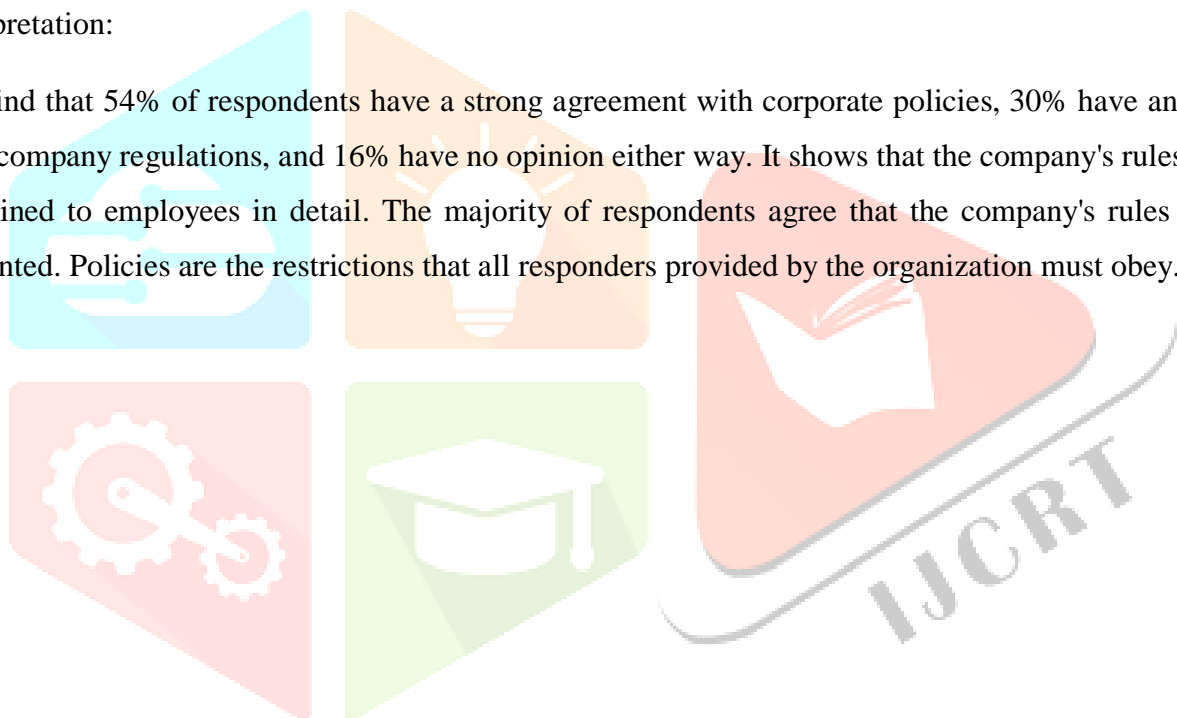 pretation:
ind that 54% of respondents have a strong agreement with corporate policies, 30% have an
company regulations, and 16% have no opinion either way. It shows that the company's rules
ined to employees in detail. The majority of respondents agree that the company's rules
nted. Policies are the restrictions that all responders provided by the organization must obey.
IJCRT